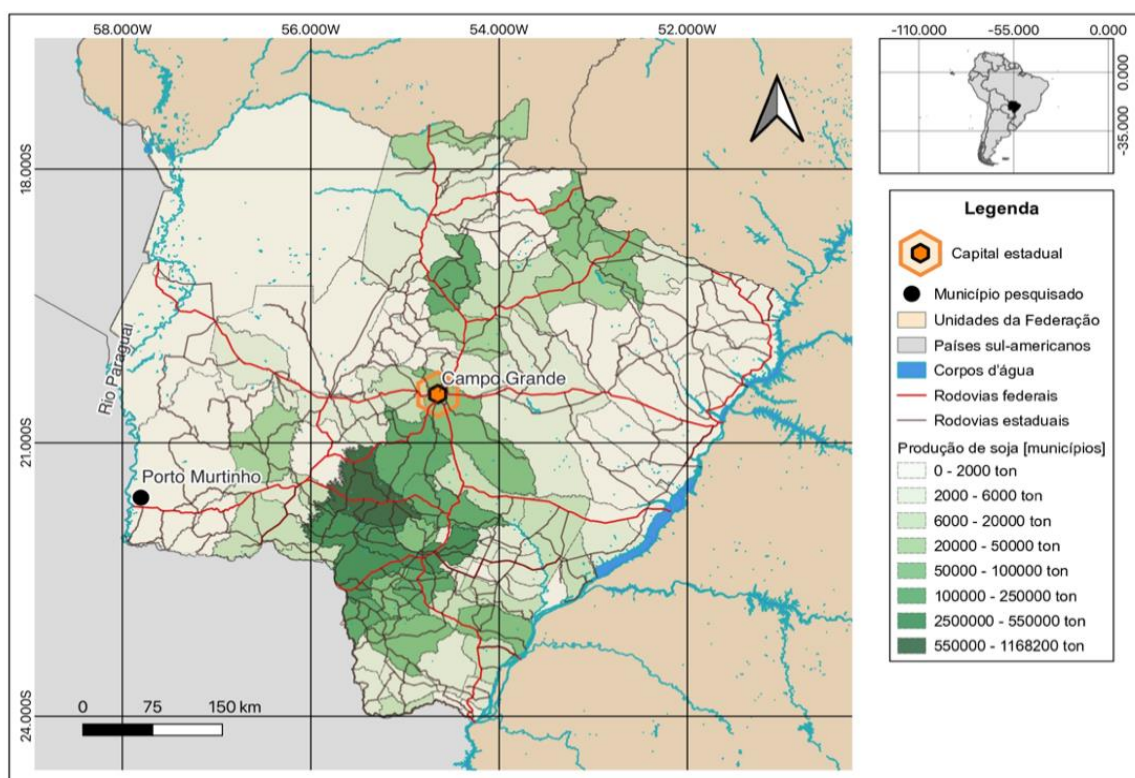 58.000W 56.000W 54.000W 52.000W
-110.000 -55.000 0.000
0.000
-35.000
18.000S
21.000S
24.000S
Rio Paraguai
Campo Grande
Porto Murtinho
0 75 150 km
Legenda
Capital estadual
Município pesquisado
Unidades da Federação
Países sul-americanos
Corpos d'água
Rodovias federais
Rodovias estaduais
Produção de soja [municípios]
0 - 2000 ton
2000 - 6000 ton
6000 - 20000 ton
20000 - 50000 ton
50000 - 100000 ton
100000 - 250000 ton
2500000 - 550000 ton
550000 - 1168200 ton